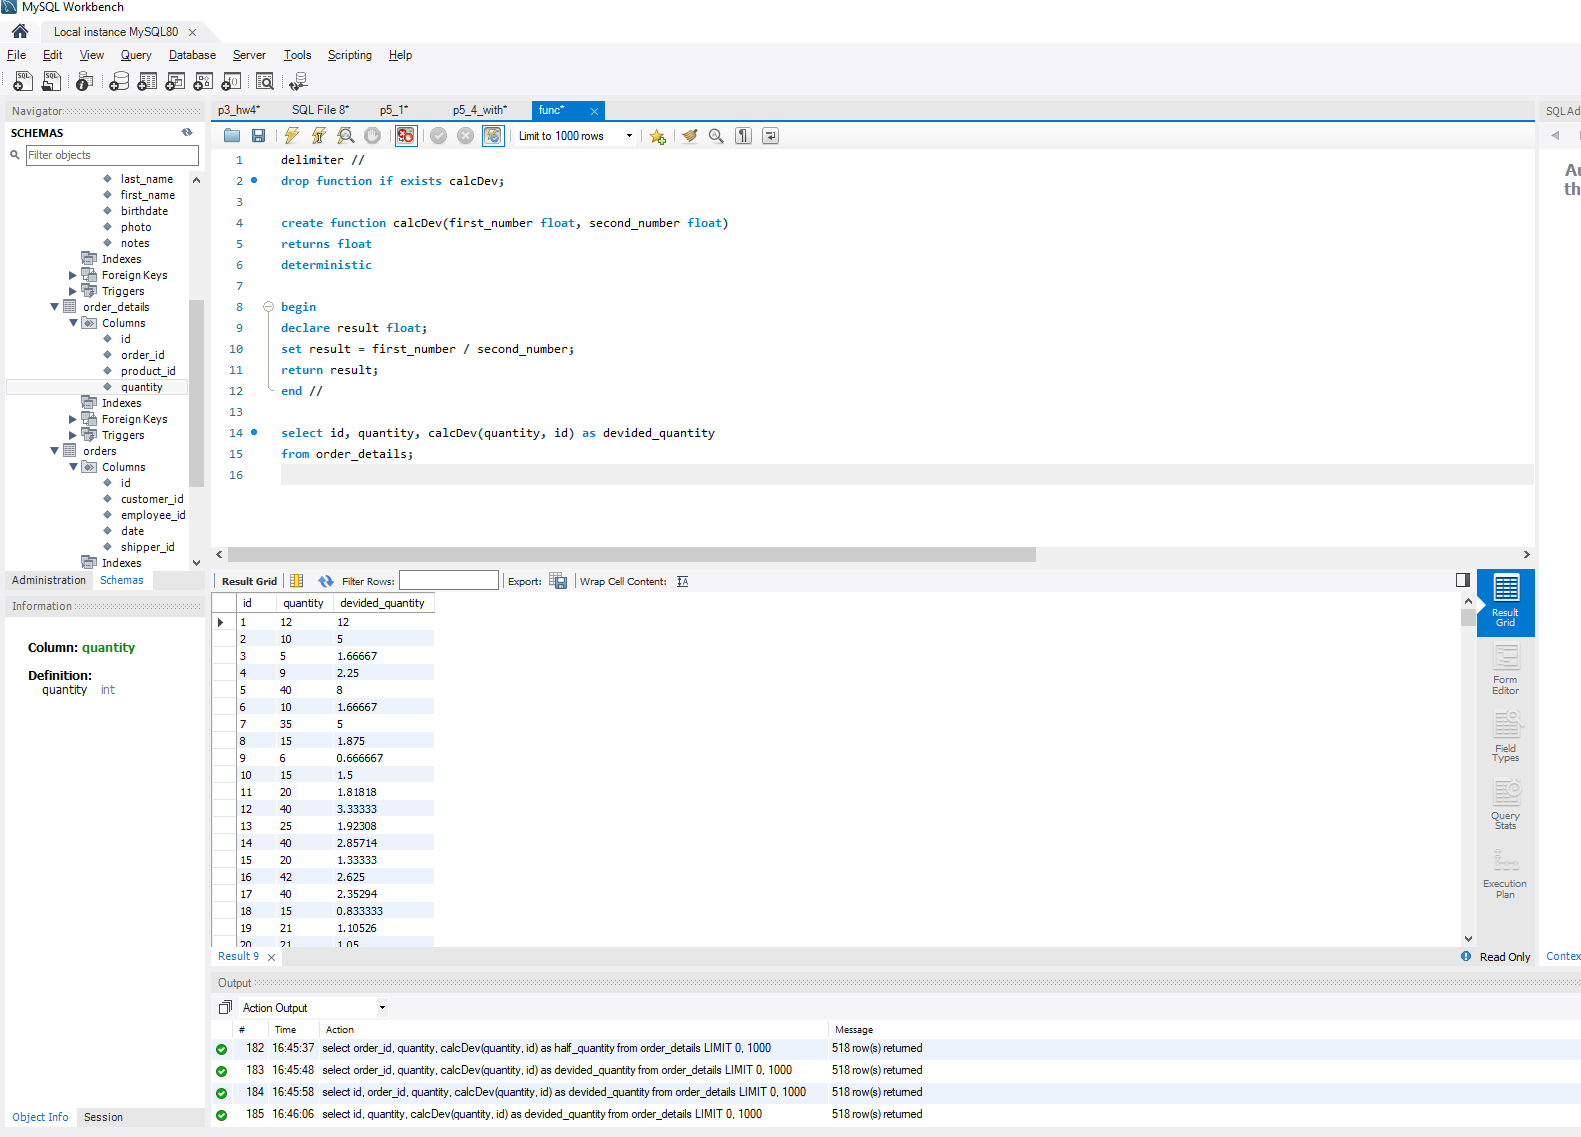 MySQL Workbench
Local instance MySQL80
File Edit View Query Database Server Tools Scripting Help
Navigator
SCHEMAS
Filter objects
last_name
first_name
birthdate
photo
notes
Indexes
Foreign Keys
Triggers
order_details
Columns
id
order_id
product_id
quantity
Indexes
Foreign Keys
Triggers
orders
Columns
id
customer_id
employee_id
date
shipper_id
Indexes
Administration Schemas
Information
Column: quantity
Definition:
quantity int
Object Info Session
p3_hw4* SQL File 8* p5_1* p5_4_with* func*
Limit to 1000 rows
1 delimiter //
2 drop function if exists calcDev;
3
4 create function calcDev(first_number float, second_number float)
5 returns float
6 deterministic
7
8 begin
9 declare result float;
10 set result = first_number / second_number;
11 return result;
12 end //
13
14 select id, quantity, calcDev(quantity, id) as devided_quantity
15 from order_details;
16
Result Grid Filter Rows: Export: Wrap Cell Content:
id quantity devided_quantity
1 12 12
2 10 5
3 5 1.66667
4 9 2.25
5 40 8
6 10 1.66667
7 35 5
8 15 1.875
9 6 0.666667
10 15 1.5
11 20 1.81818
12 40 3.33333
13 25 1.92308
14 40 2.85714
15 20 1.33333
16 42 2.625
17 40 2.35294
18 15 0.833333
19 21 1.10526
20 21 1.05
Result
Grid
Form
Editor
Field
Types
Query
Stats
Execution
Plan
Result 9
Read Only
Output
Action Output
# Time Action Message
182 16:45:37 select order_id, quantity, calcDev(quantity, id) as half_quantity from order_details LIMIT 0, 1000 518 row(s) returned
183 16:45:48 select order_id, quantity, calcDev(quantity, id) as devided_quantity from order_details LIMIT 0, 1000 518 row(s) returned
184 16:45:58 select id, order_id, quantity, calcDev(quantity, id) as devided_quantity from order_details LIMIT 0, 1000 518 row(s) returned
185 16:46:06 select id, quantity, calcDev(quantity, id) as devided_quantity from order_details LIMIT 0, 1000 518 row(s) returned
SQLAd
Au
th
Contex